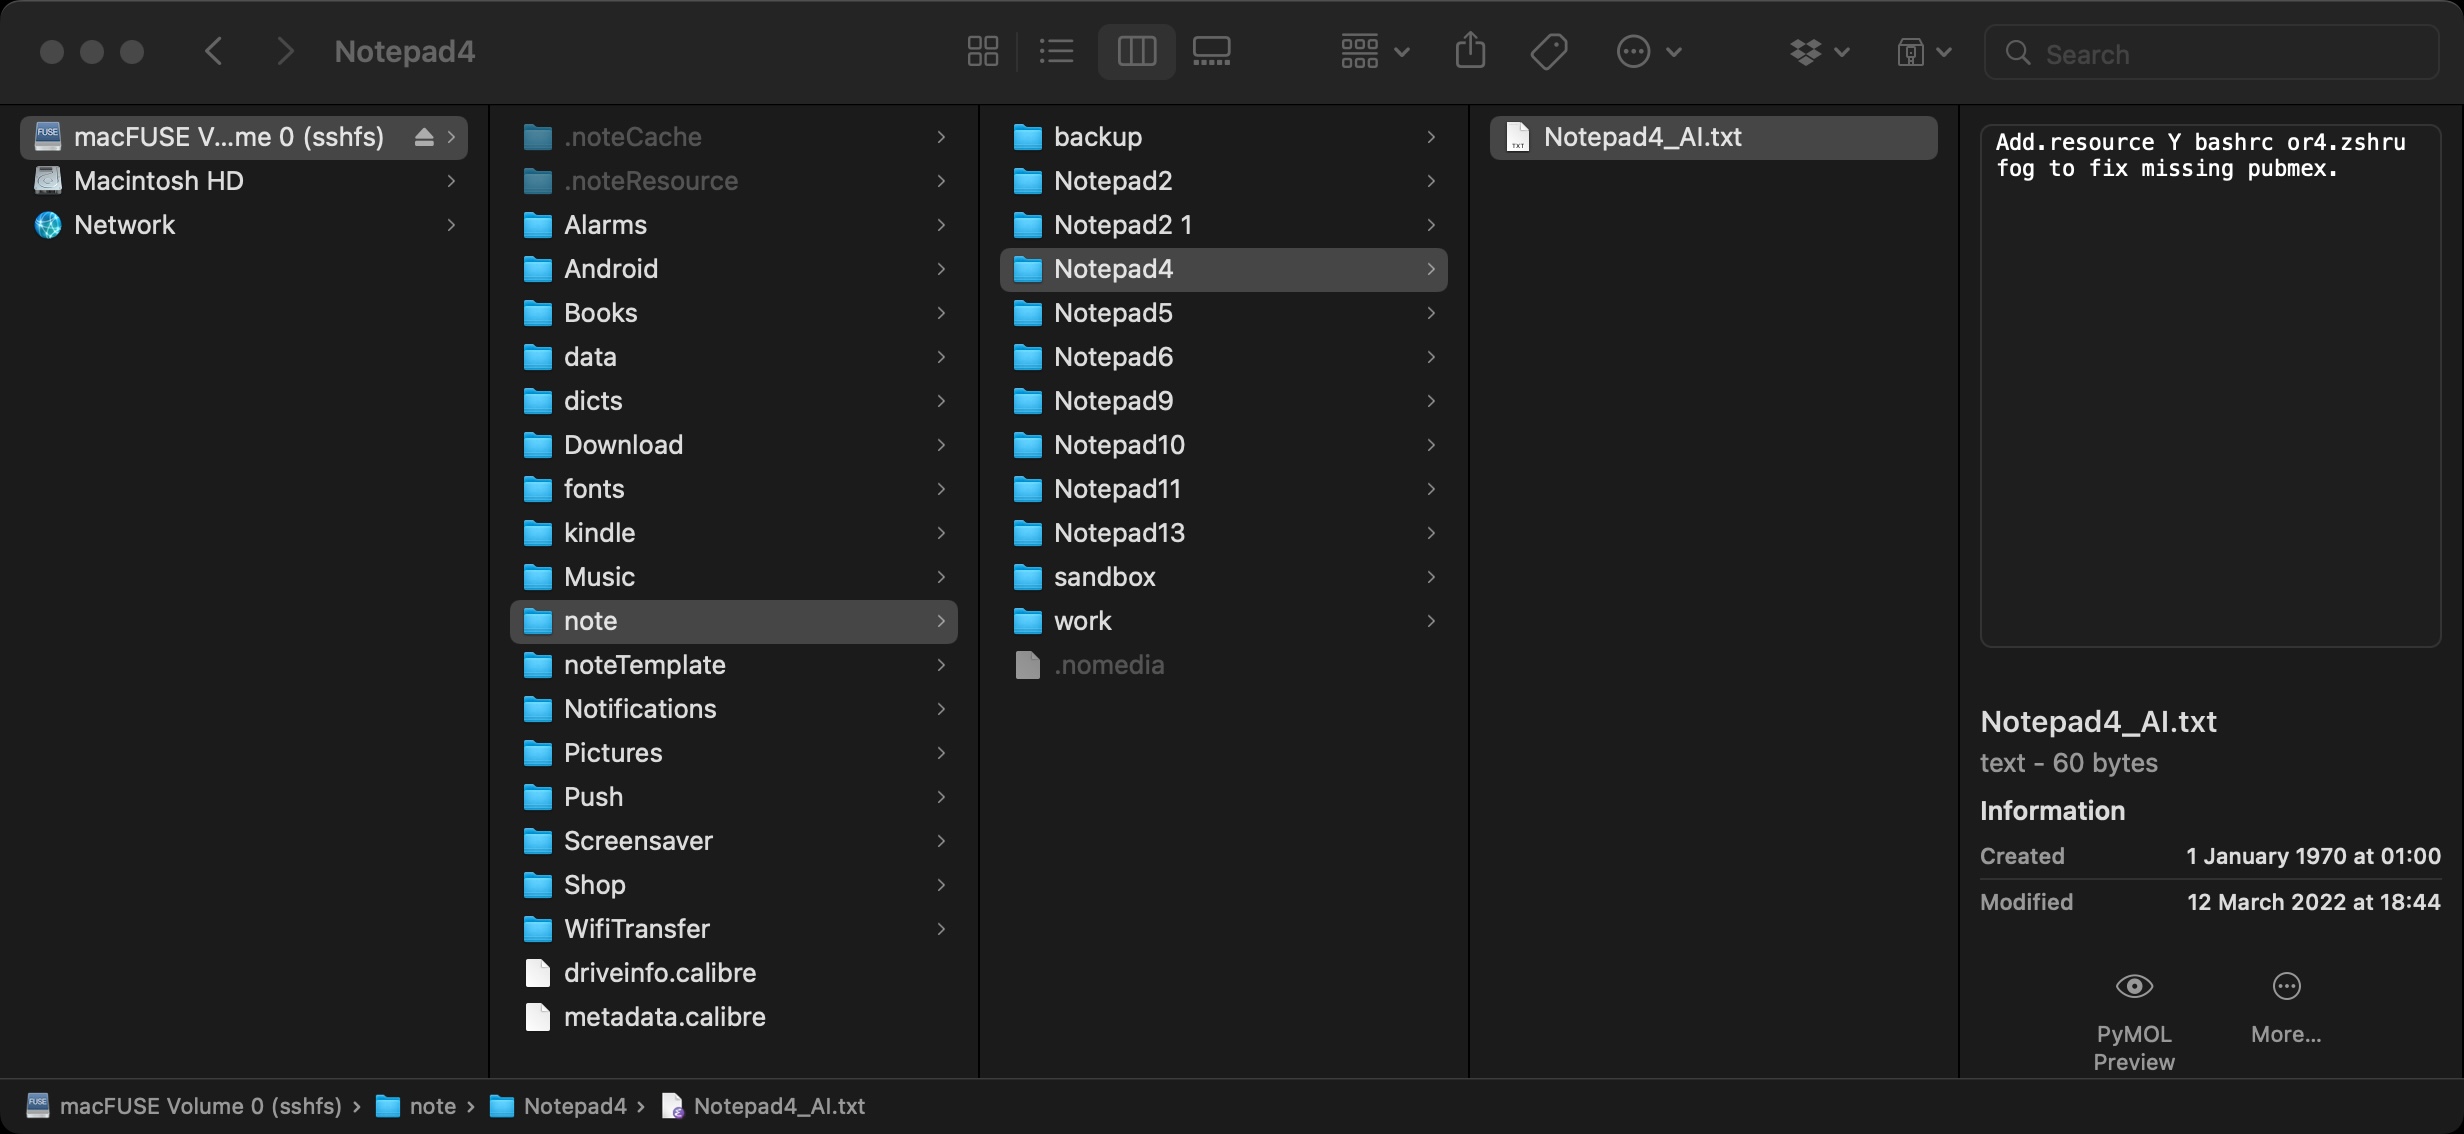 Notepad4
Search
macFUSE V...me 0 (sshfs)
Macintosh HD
Network
.noteCache
.noteResource
Alarms
Android
Books
data
dicts
Download
fonts
kindle
Music
note
noteTemplate
Notifications
Pictures
Push
Screensaver
Shop
WifiTransfer
driveinfo.calibre
metadata.calibre
backup
Notepad2
Notepad2 1
Notepad4
Notepad5
Notepad6
Notepad9
Notepad10
Notepad11
Notepad13
sandbox
work
.nomedia
Notepad4_AI.txt
Add.resource Y bashrc or4.zshru
fog to fix missing pubmex.
Notepad4_AI.txt
text - 60 bytes
Information
Created 1 January 1970 at 01:00
Modified 12 March 2022 at 18:44
PyMOL
Preview
More...
macFUSE Volume 0 (sshfs) › note › Notepad4 › Notepad4_AI.txt